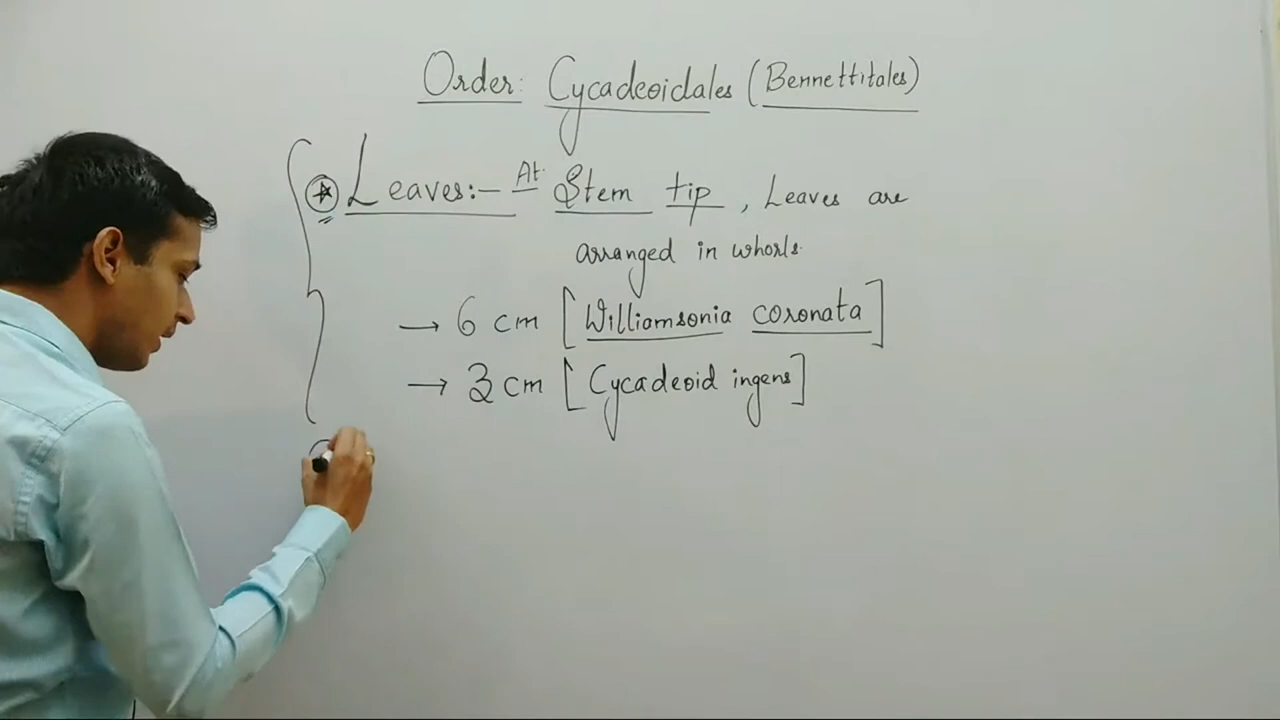 Order: Cycadeoidales (Bennettitales)
Leaves:- At Stem tip, Leaves are
arranged in whorls.
→ 6 cm [Williamsonia coronata]
→ 3 cm [Cycadeoid ingens]